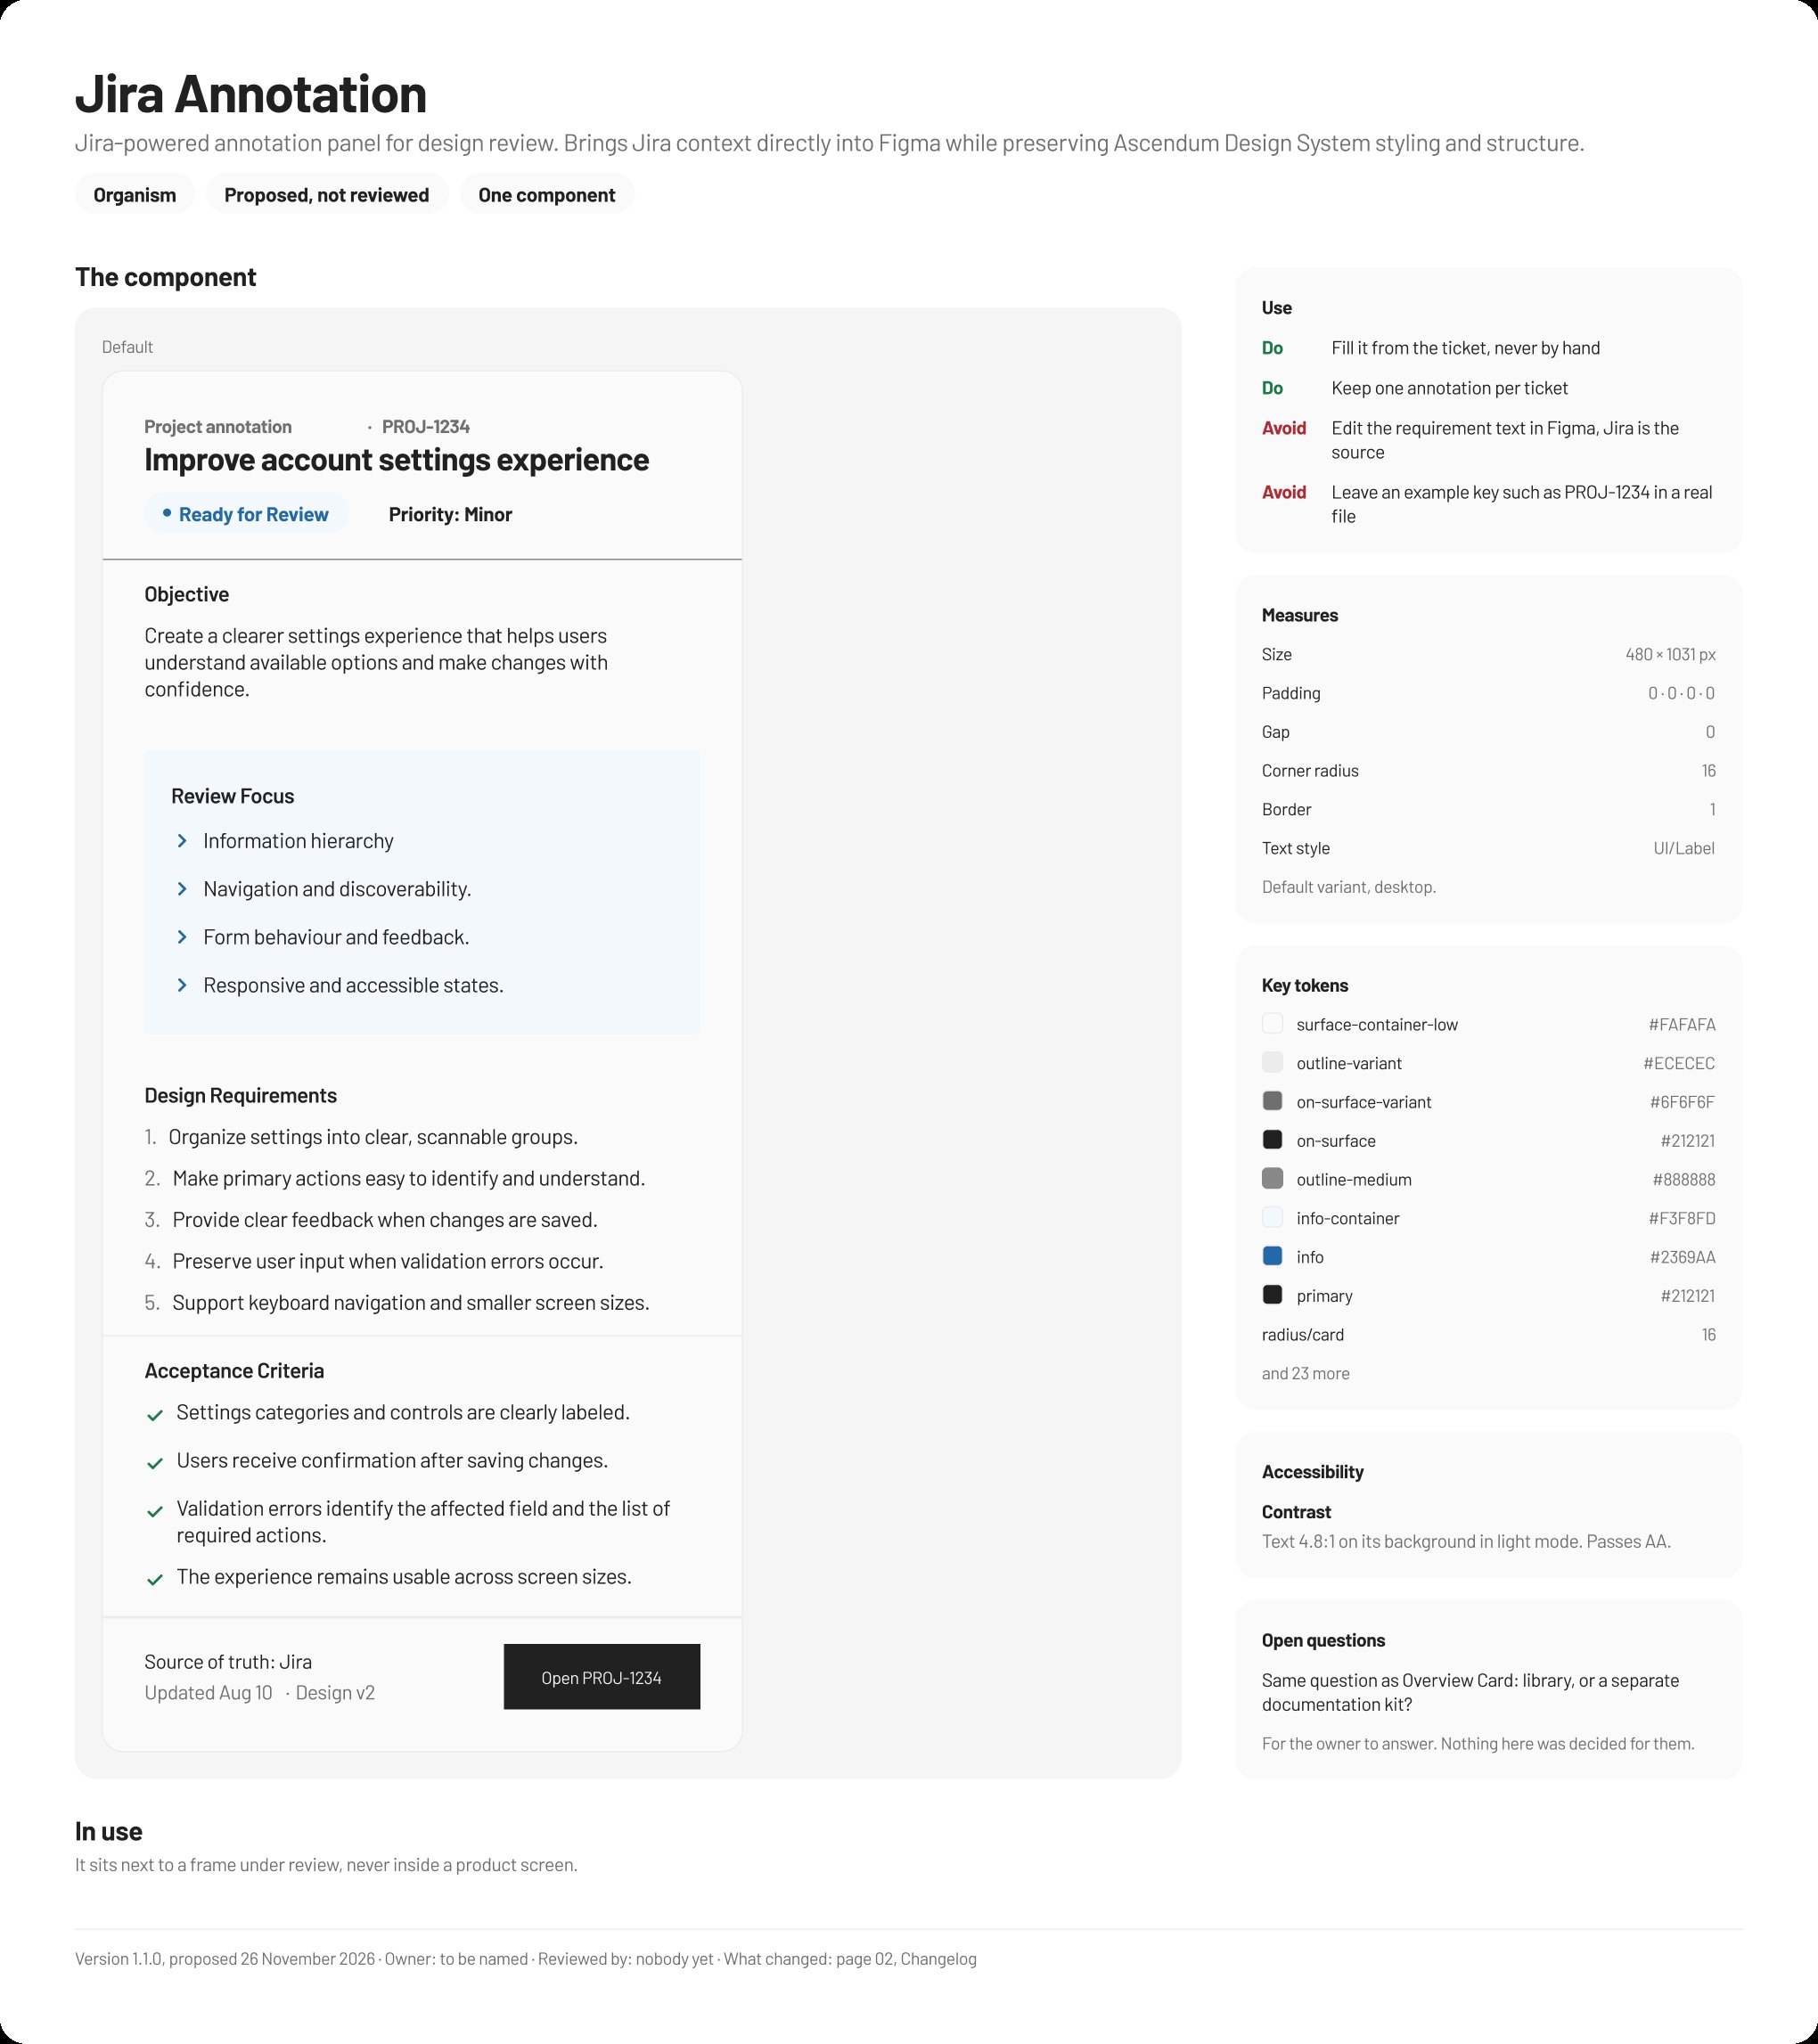 Jira Annotation
Jira-powered annotation panel for design review. Brings Jira context directly into Figma while preserving Ascendum Design System styling and structure.
Organism
Proposed, not reviewed
One component
The component
Default
Project annotation · PROJ-1234
Improve account settings experience
Ready for Review
Priority: Minor
Objective
Create a clearer settings experience that helps users
understand available options and make changes with
confidence.
Review Focus
Information hierarchy
Navigation and discoverability.
Form behaviour and feedback.
Responsive and accessible states.
Design Requirements
1. Organize settings into clear, scannable groups.
2. Make primary actions easy to identify and understand.
3. Provide clear feedback when changes are saved.
4. Preserve user input when validation errors occur.
5. Support keyboard navigation and smaller screen sizes.
Acceptance Criteria
Settings categories and controls are clearly labeled.
Users receive confirmation after saving changes.
Validation errors identify the affected field and the list of
required actions.
The experience remains usable across screen sizes.
Source of truth: Jira
Updated Aug 10 · Design v2
Open PROJ-1234
Use
Do Fill it from the ticket, never by hand
Do Keep one annotation per ticket
Avoid Edit the requirement text in Figma, Jira is the
source
Avoid Leave an example key such as PROJ-1234 in a real
file
Measures
Size 480 × 1031 px
Padding 0 · 0 · 0 · 0
Gap 0
Corner radius 16
Border 1
Text style UI/Label
Default variant, desktop.
Key tokens
surface-container-low #FAFAFA
outline-variant #ECECEC
on-surface-variant #6F6F6F
on-surface #212121
outline-medium #888888
info-container #F3F8FD
info #2369AA
primary #212121
radius/card 16
and 23 more
Accessibility
Contrast
Text 4.8:1 on its background in light mode. Passes AA.
Open questions
Same question as Overview Card: library, or a separate
documentation kit?
For the owner to answer. Nothing here was decided for them.
In use
It sits next to a frame under review, never inside a product screen.
Version 1.1.0, proposed 26 November 2026 · Owner: to be named · Reviewed by: nobody yet · What changed: page 02, Changelog